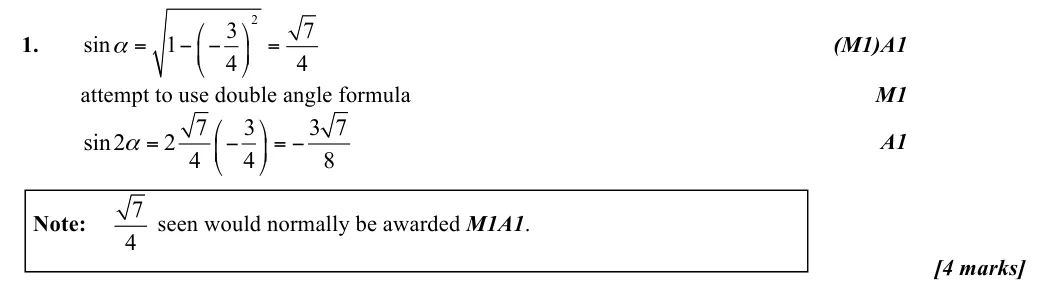 1. sin α = √(1 − (−3/4)²) = √7/4 (M1)A1
attempt to use double angle formula M1
sin 2α = 2 √7/4 (−3/4) = −3√7/8 A1
Note: √7/4 seen would normally be awarded M1A1.
[4 marks]